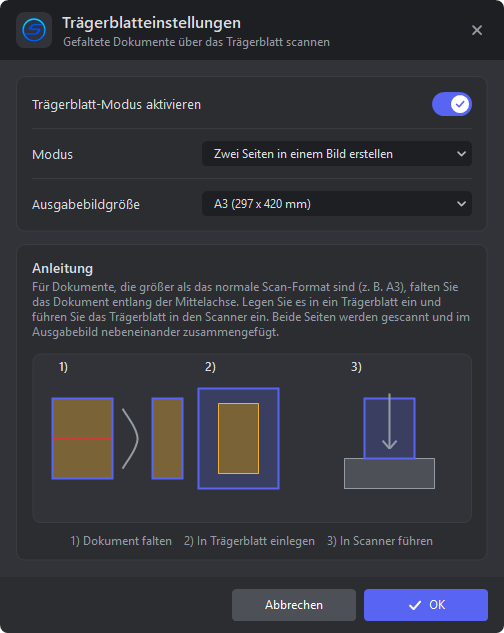 Trägerblatteinstellungen
Gefaltete Dokumente über das Trägerblatt scannen
Trägerblatt-Modus aktivieren
Modus
Zwei Seiten in einem Bild erstellen
Ausgabebildgröße
A3 (297 x 420 mm)
Anleitung
Für Dokumente, die größer als das normale Scan-Format sind (z. B. A3), falten Sie
das Dokument entlang der Mittelachse. Legen Sie es in ein Trägerblatt ein und
führen Sie das Trägerblatt in den Scanner ein. Beide Seiten werden gescannt und im
Ausgabebild nebeneinander zusammengefügt.
1) 2) 3)
1) Dokument falten 2) In Trägerblatt einlegen 3) In Scanner führen
Abbrechen
OK